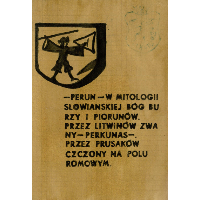 —PERUN—W MITOLOGII
SŁOWIAŃSKIEJ BÓG BU
RZY I PIORUNÓW.
PRZEZ LITWINÓW ZWA
NY—PERKUNAS—.
PRZEZ PRUSAKÓW
CZCZONY NA POLU
ROMOWYM.